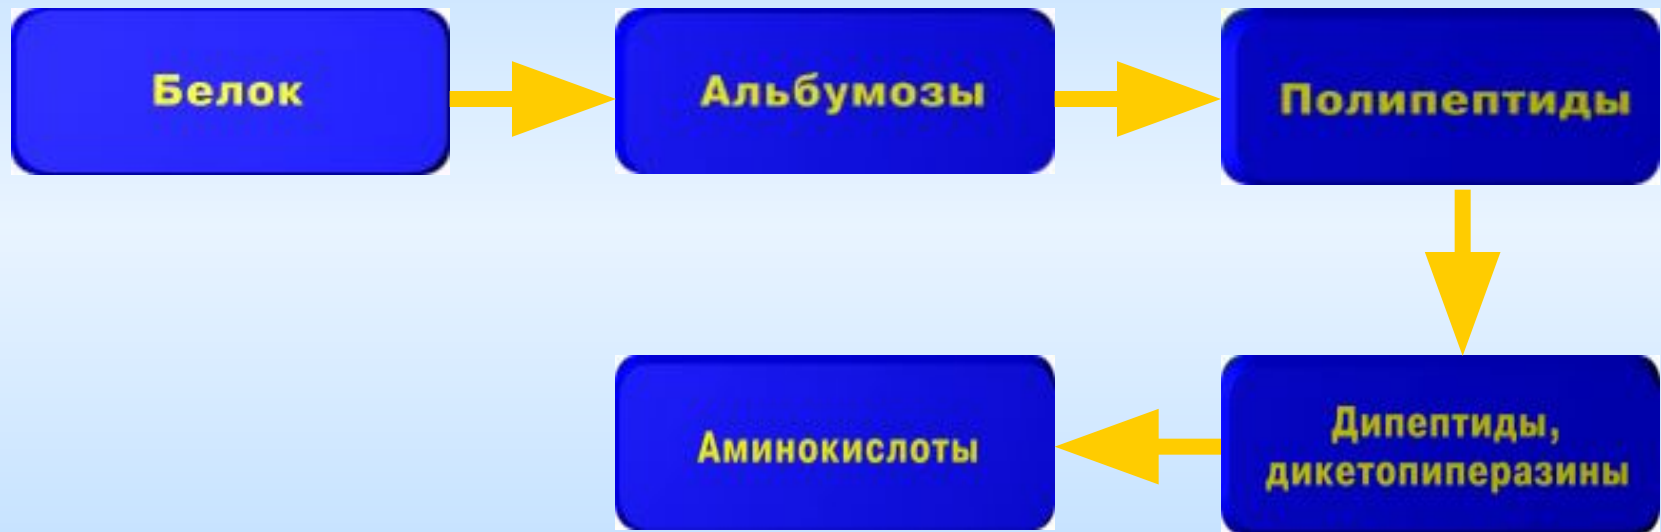 Белок
Альбумозы
Полипептиды
Дипептиды,
дикетопиперазины
Аминокислоты